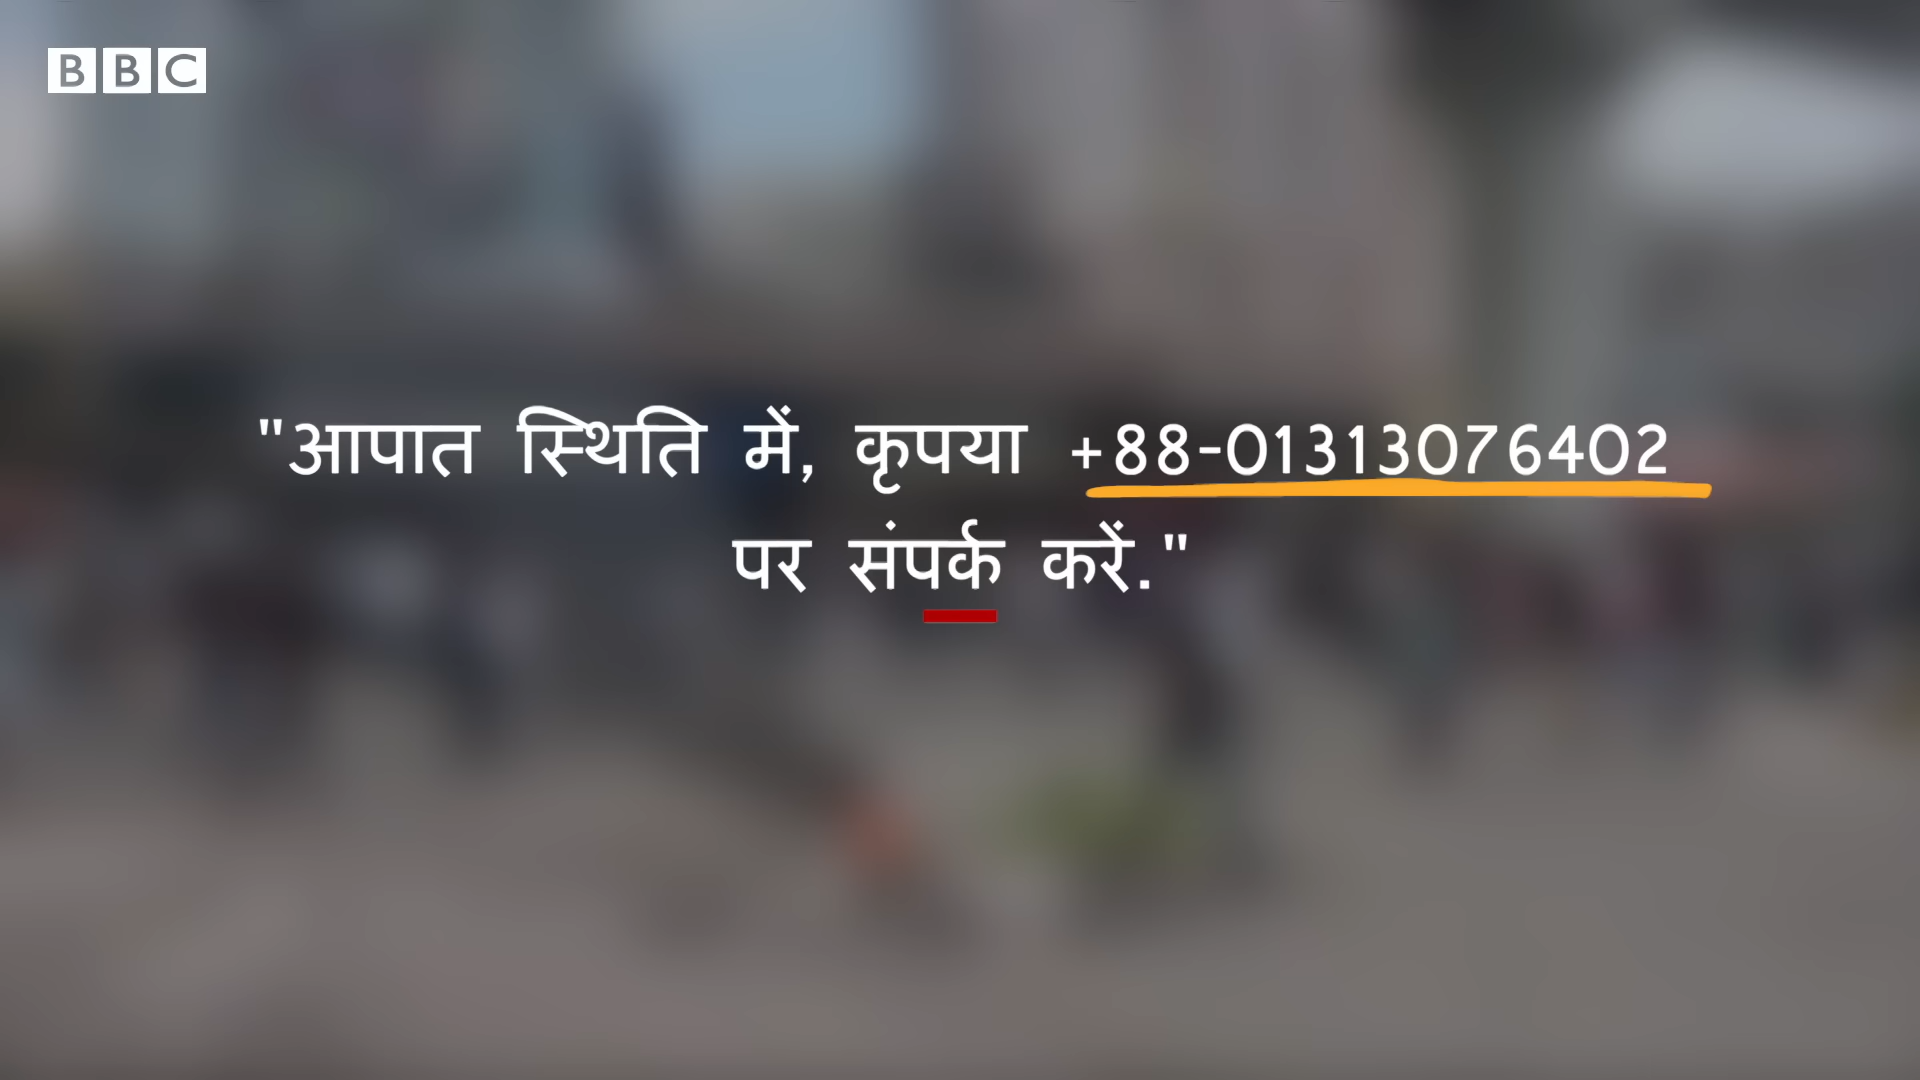 BBC
"आपात स्थिति में, कृपया +88-01313076402
पर संपर्क करें."